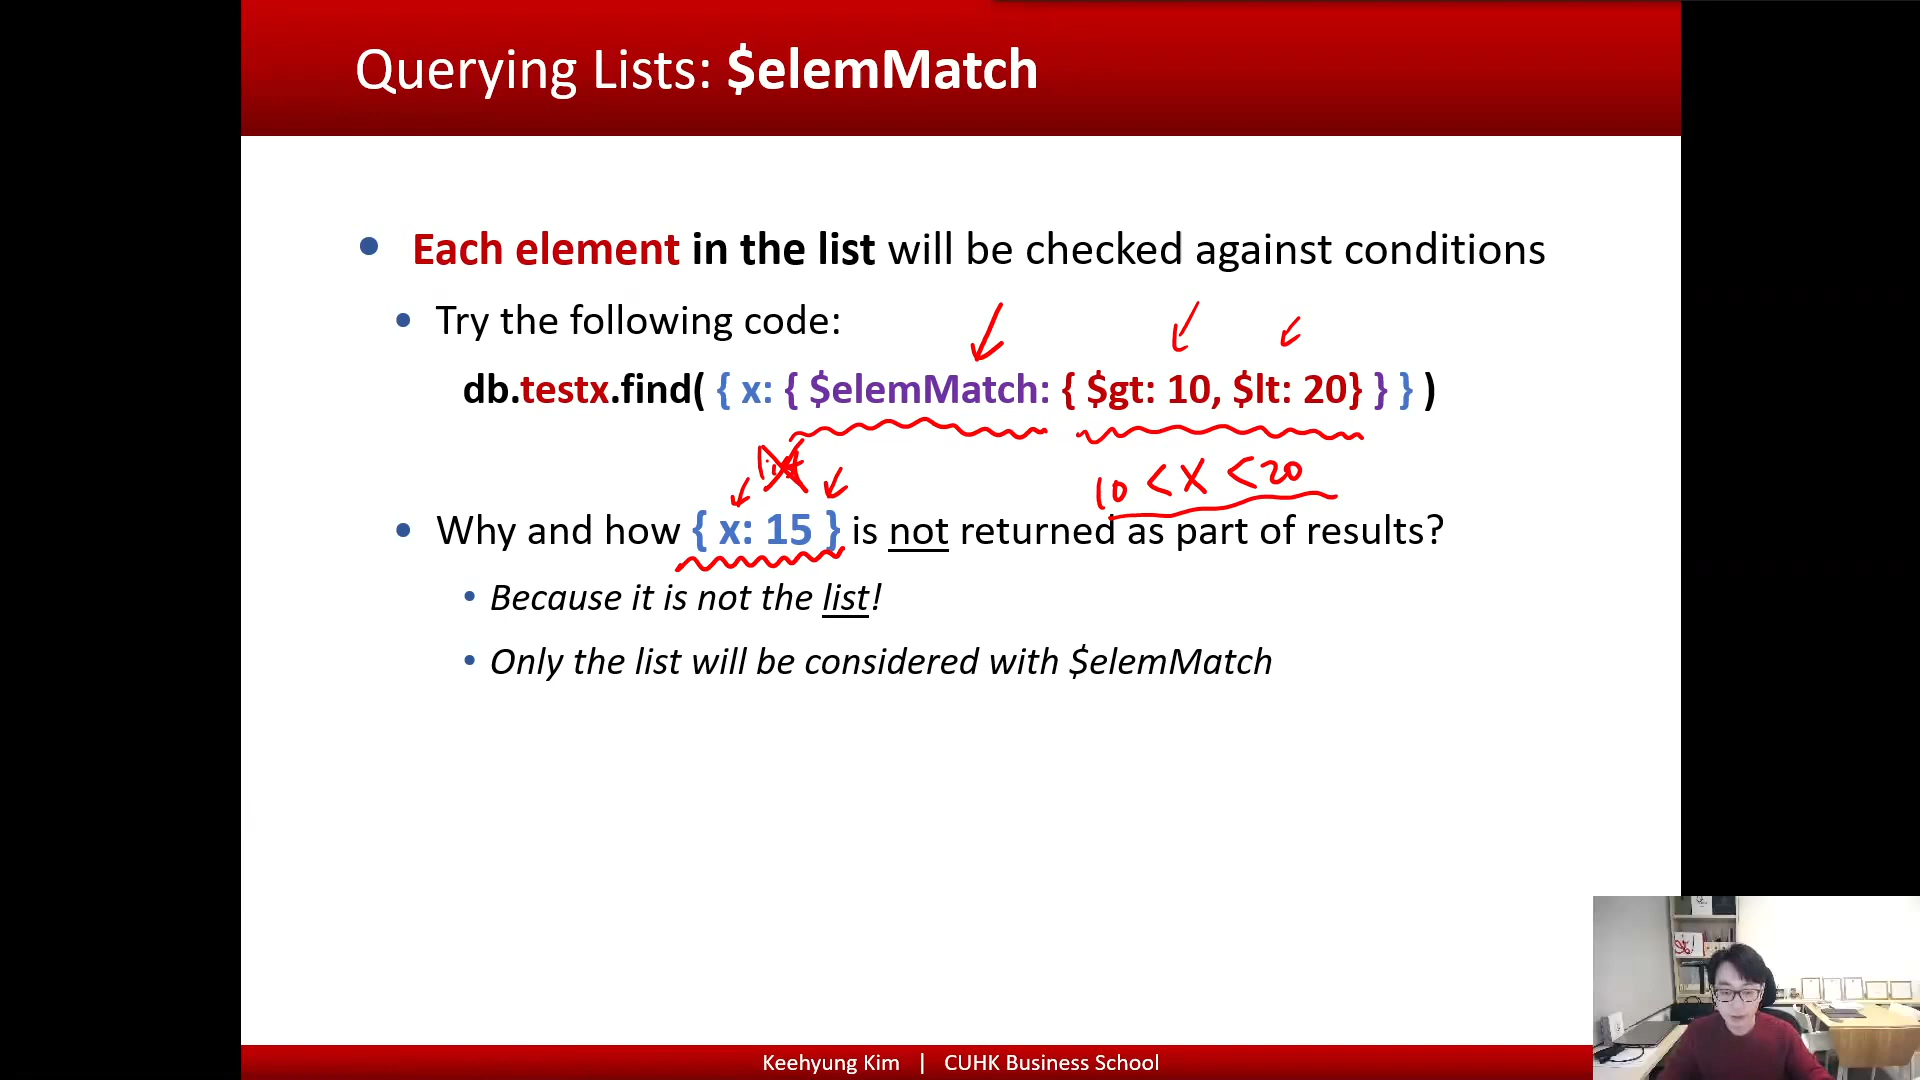 Querying Lists: $elemMatch
• Each element in the list will be checked against conditions
• Try the following code:
db.testx.find( { x: { $elemMatch: { $gt: 10, $lt: 20} } } )
10 < x < 20
• Why and how { x: 15 } is not returned as part of results?
• Because it is not the list!
• Only the list will be considered with $elemMatch
Keehyung Kim | CUHK Business School